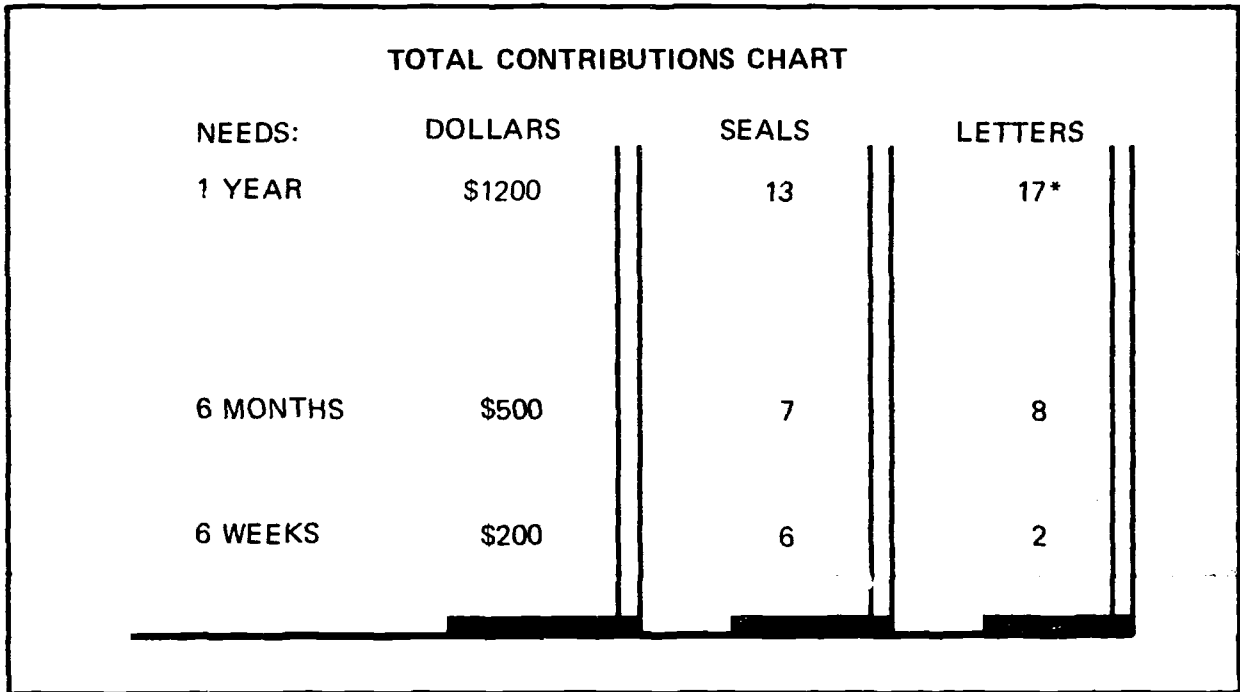 TOTAL CONTRIBUTIONS CHART
NEEDS: DOLLARS SEALS LETTERS
1 YEAR $1200 13 17*
6 MONTHS $500 7 8
6 WEEKS $200 6 2